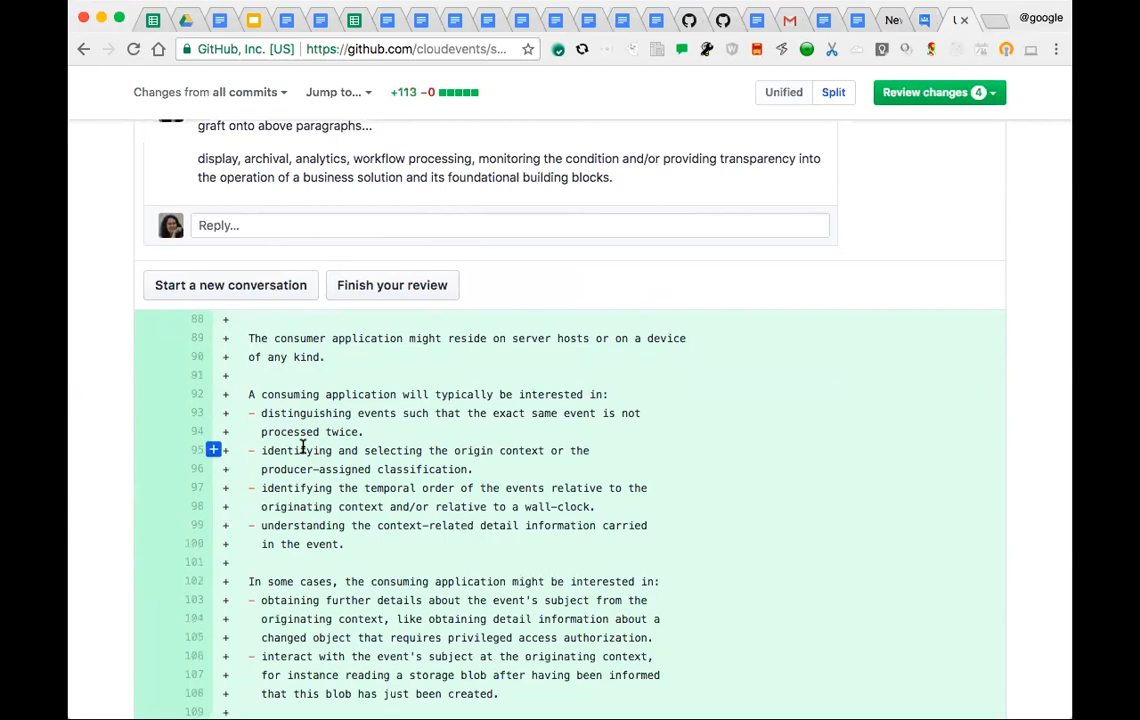 Nev
@google
GitHub, Inc. [US]
https://github.com/cloudevents/s...
Changes from all commits
Jump to...
+113 −0
Unified
Split
Review changes 4
graft onto above paragraphs...
display, archival, analytics, workflow processing, monitoring the condition and/or providing transparency into
the operation of a business solution and its foundational building blocks.
Reply...
Start a new conversation
Finish your review
88 +
89 + The consumer application might reside on server hosts or on a device
90 + of any kind.
91 +
92 + A consuming application will typically be interested in:
93 + - distinguishing events such that the exact same event is not
94 + processed twice.
95 + - identifying and selecting the origin context or the
96 + producer-assigned classification.
97 + - identifying the temporal order of the events relative to the
98 + originating context and/or relative to a wall-clock.
99 + - understanding the context-related detail information carried
100 + in the event.
101 +
102 + In some cases, the consuming application might be interested in:
103 + - obtaining further details about the event's subject from the
104 + originating context, like obtaining detail information about a
105 + changed object that requires privileged access authorization.
106 + - interact with the event's subject at the originating context,
107 + for instance reading a storage blob after having been informed
108 + that this blob has just been created.
109 +